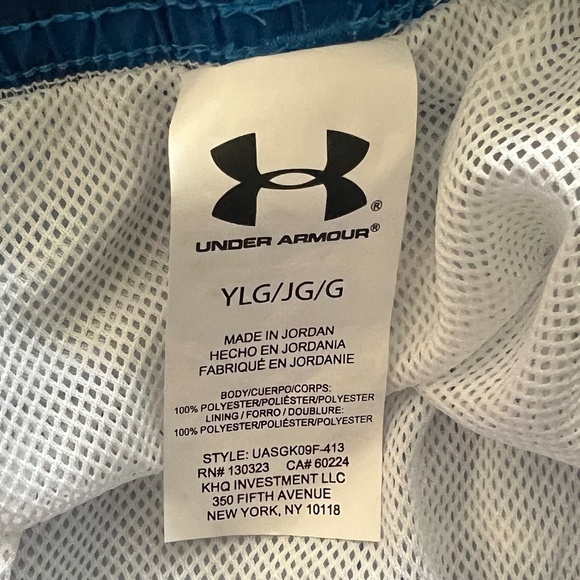 ®
UNDER ARMOUR®
YLG/JG/G
MADE IN JORDAN
HECHO EN JORDANIA
FABRIQUÉ EN JORDANIE
BODY/CUERPO/CORPS:
100% POLYESTER/POLIÉSTER/POLYESTER
LINING / FORRO / DOUBLURE:
100% POLYESTER/POLIÉSTER/POLYESTER
STYLE: UASGK09F-413
RN# 130323 CA# 60224
KHQ INVESTMENT LLC
350 FIFTH AVENUE
NEW YORK, NY 10118